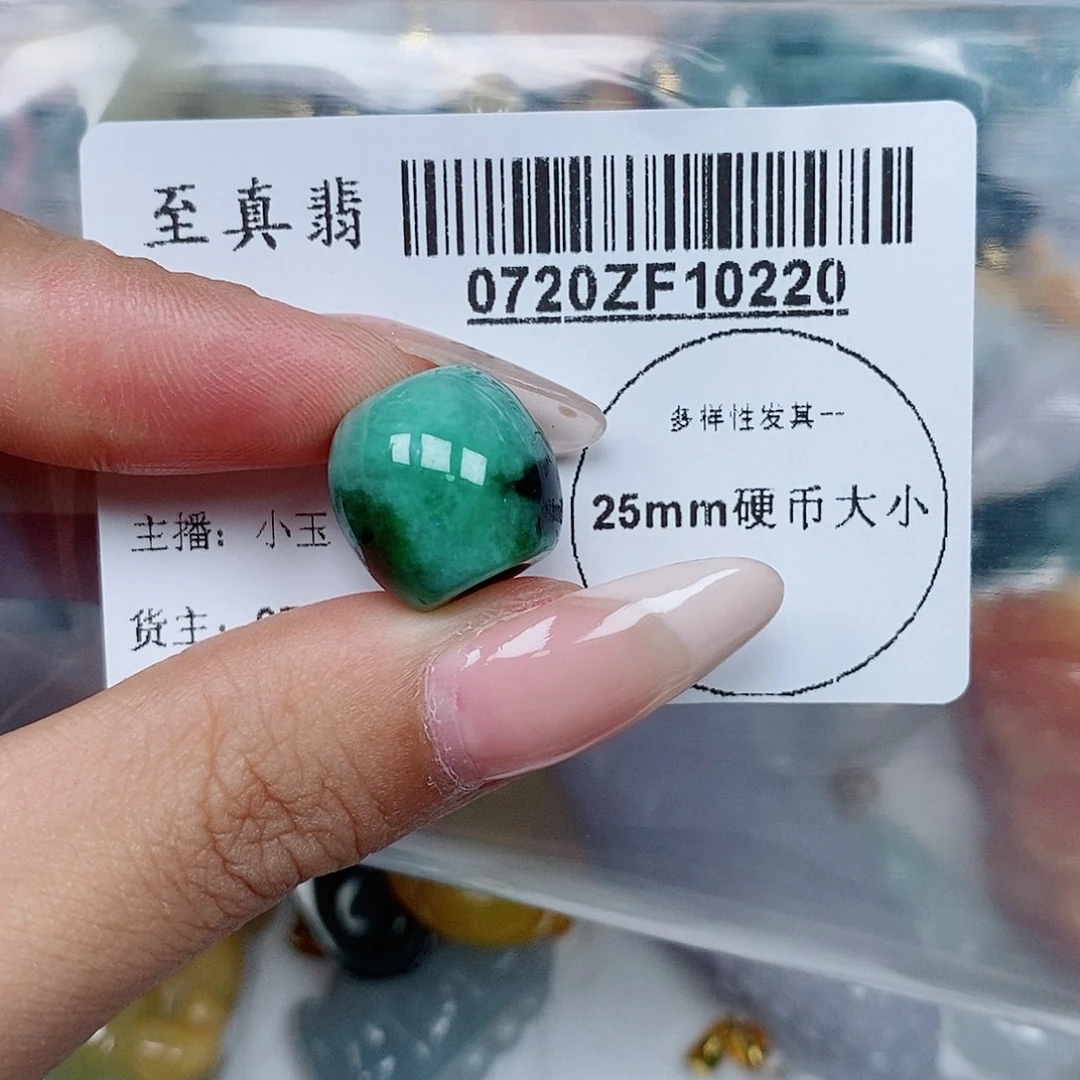 至真翡
0720ZF10220
多样性发其一
25mm硬币大小
主播：小玉
货主：